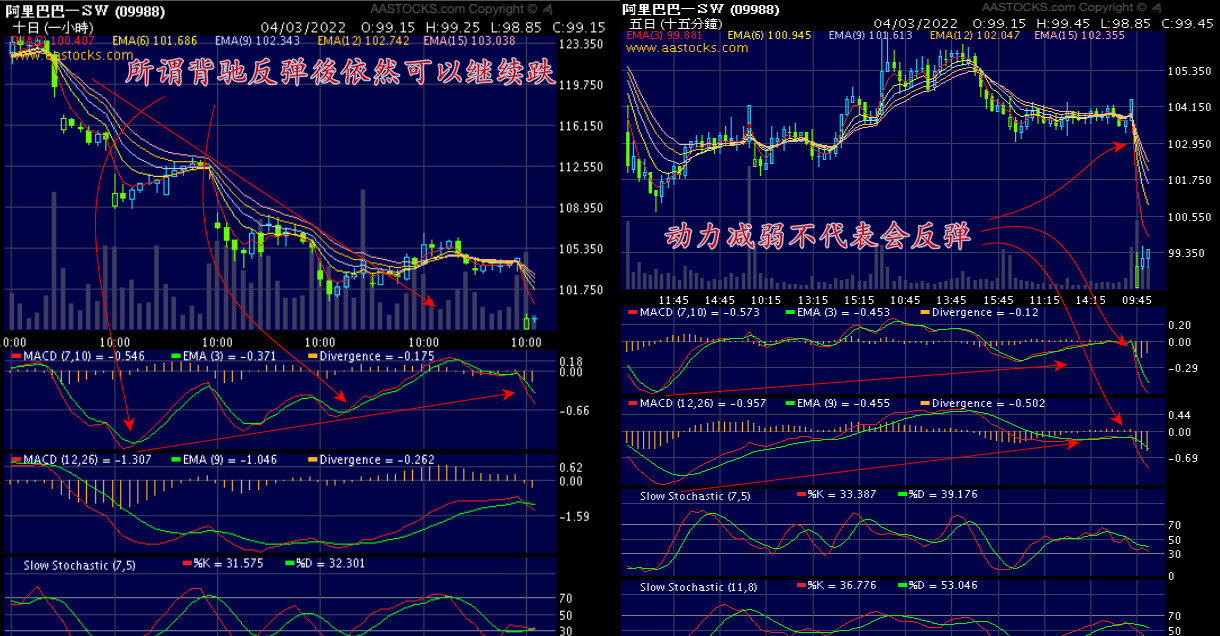 阿里巴巴－SW (09988)
AASTOCKS.com Copyright ©
十日 (一小時)
04/03/2022 O:99.15 H:99.25 L:98.85 C:99.15
100.407 EMA(6) 101.686 EMA(9) 102.343 EMA(12) 102.742 EMA(15) 103.038
www.aastocks.com
所谓背驰反弹後依然可以继续跌
123.350
119.750
116.150
112.550
108.950
105.350
101.750
10:00 10:00 10:00 10:00 10:00
MACD (7,10) = -0.546 EMA (3) = -0.371 Divergence = -0.175
0.18
0.00
-0.66
MACD (12,26) = -1.307 EMA (9) = -1.046 Divergence = -0.262
0.62
0.00
-1.59
Slow Stochastic (7,5) %K = 31.575 %D = 32.301
70
50
30
阿里巴巴－SW (09988)
AASTOCKS.com Copyright ©
五日 (十五分鐘)
04/03/2022 O:99.15 H:99.45 L:98.85 C:99.45
EMA(3) 99.881 EMA(6) 100.945 EMA(9) 101.613 EMA(12) 102.047 EMA(15) 102.355
www.aastocks.com
105.350
104.150
102.950
101.750
100.550
99.350
动力减弱不代表会反弹
11:45 14:45 10:15 13:15 15:15 10:45 13:45 15:45 11:15 14:15 09:45
MACD (7,10) = -0.573 EMA (3) = -0.453 Divergence = -0.12
0.20
0.00
-0.29
MACD (12,26) = -0.957 EMA (9) = -0.455 Divergence = -0.502
0.44
0.00
-0.69
Slow Stochastic (7,5) %K = 33.387 %D = 39.176
70
50
30
0
Slow Stochastic (11,8) %K = 36.776 %D = 53.046
70
50
30